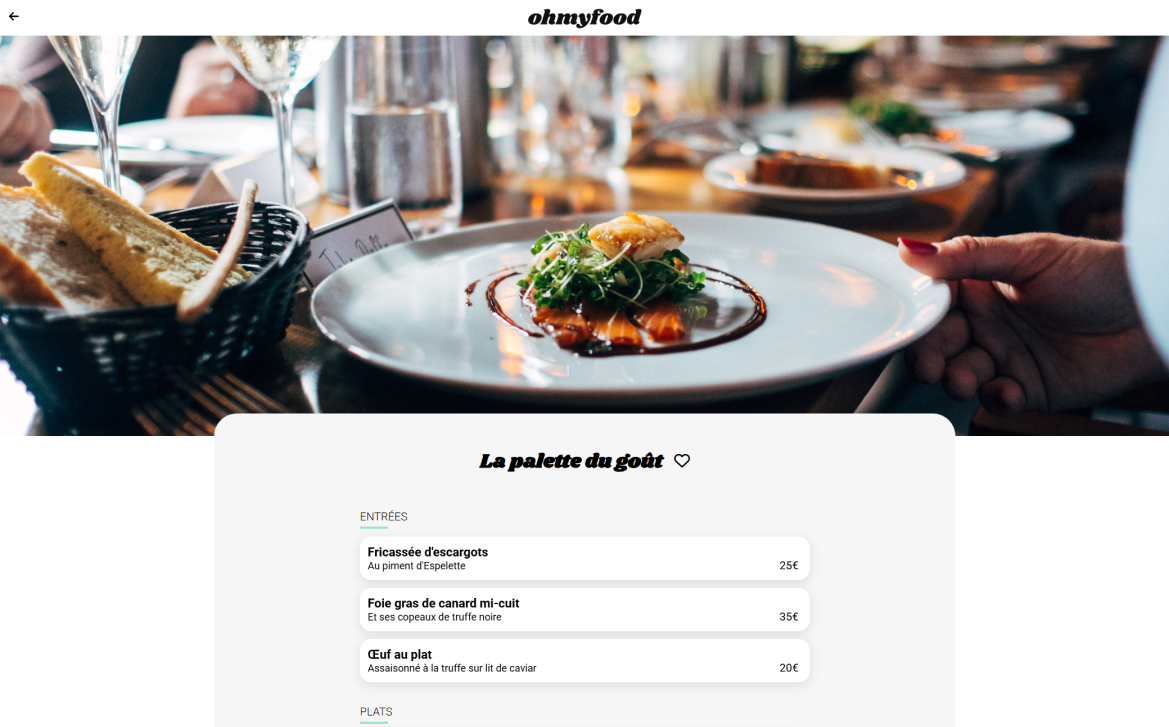 ohmyfood
La palette du goût
ENTRÉES
Fricassée d'escargots
Au piment d'Espelette
25€
Foie gras de canard mi-cuit
Et ses copeaux de truffe noire
35€
Œuf au plat
Assaisonné à la truffe sur lit de caviar
20€
PLATS